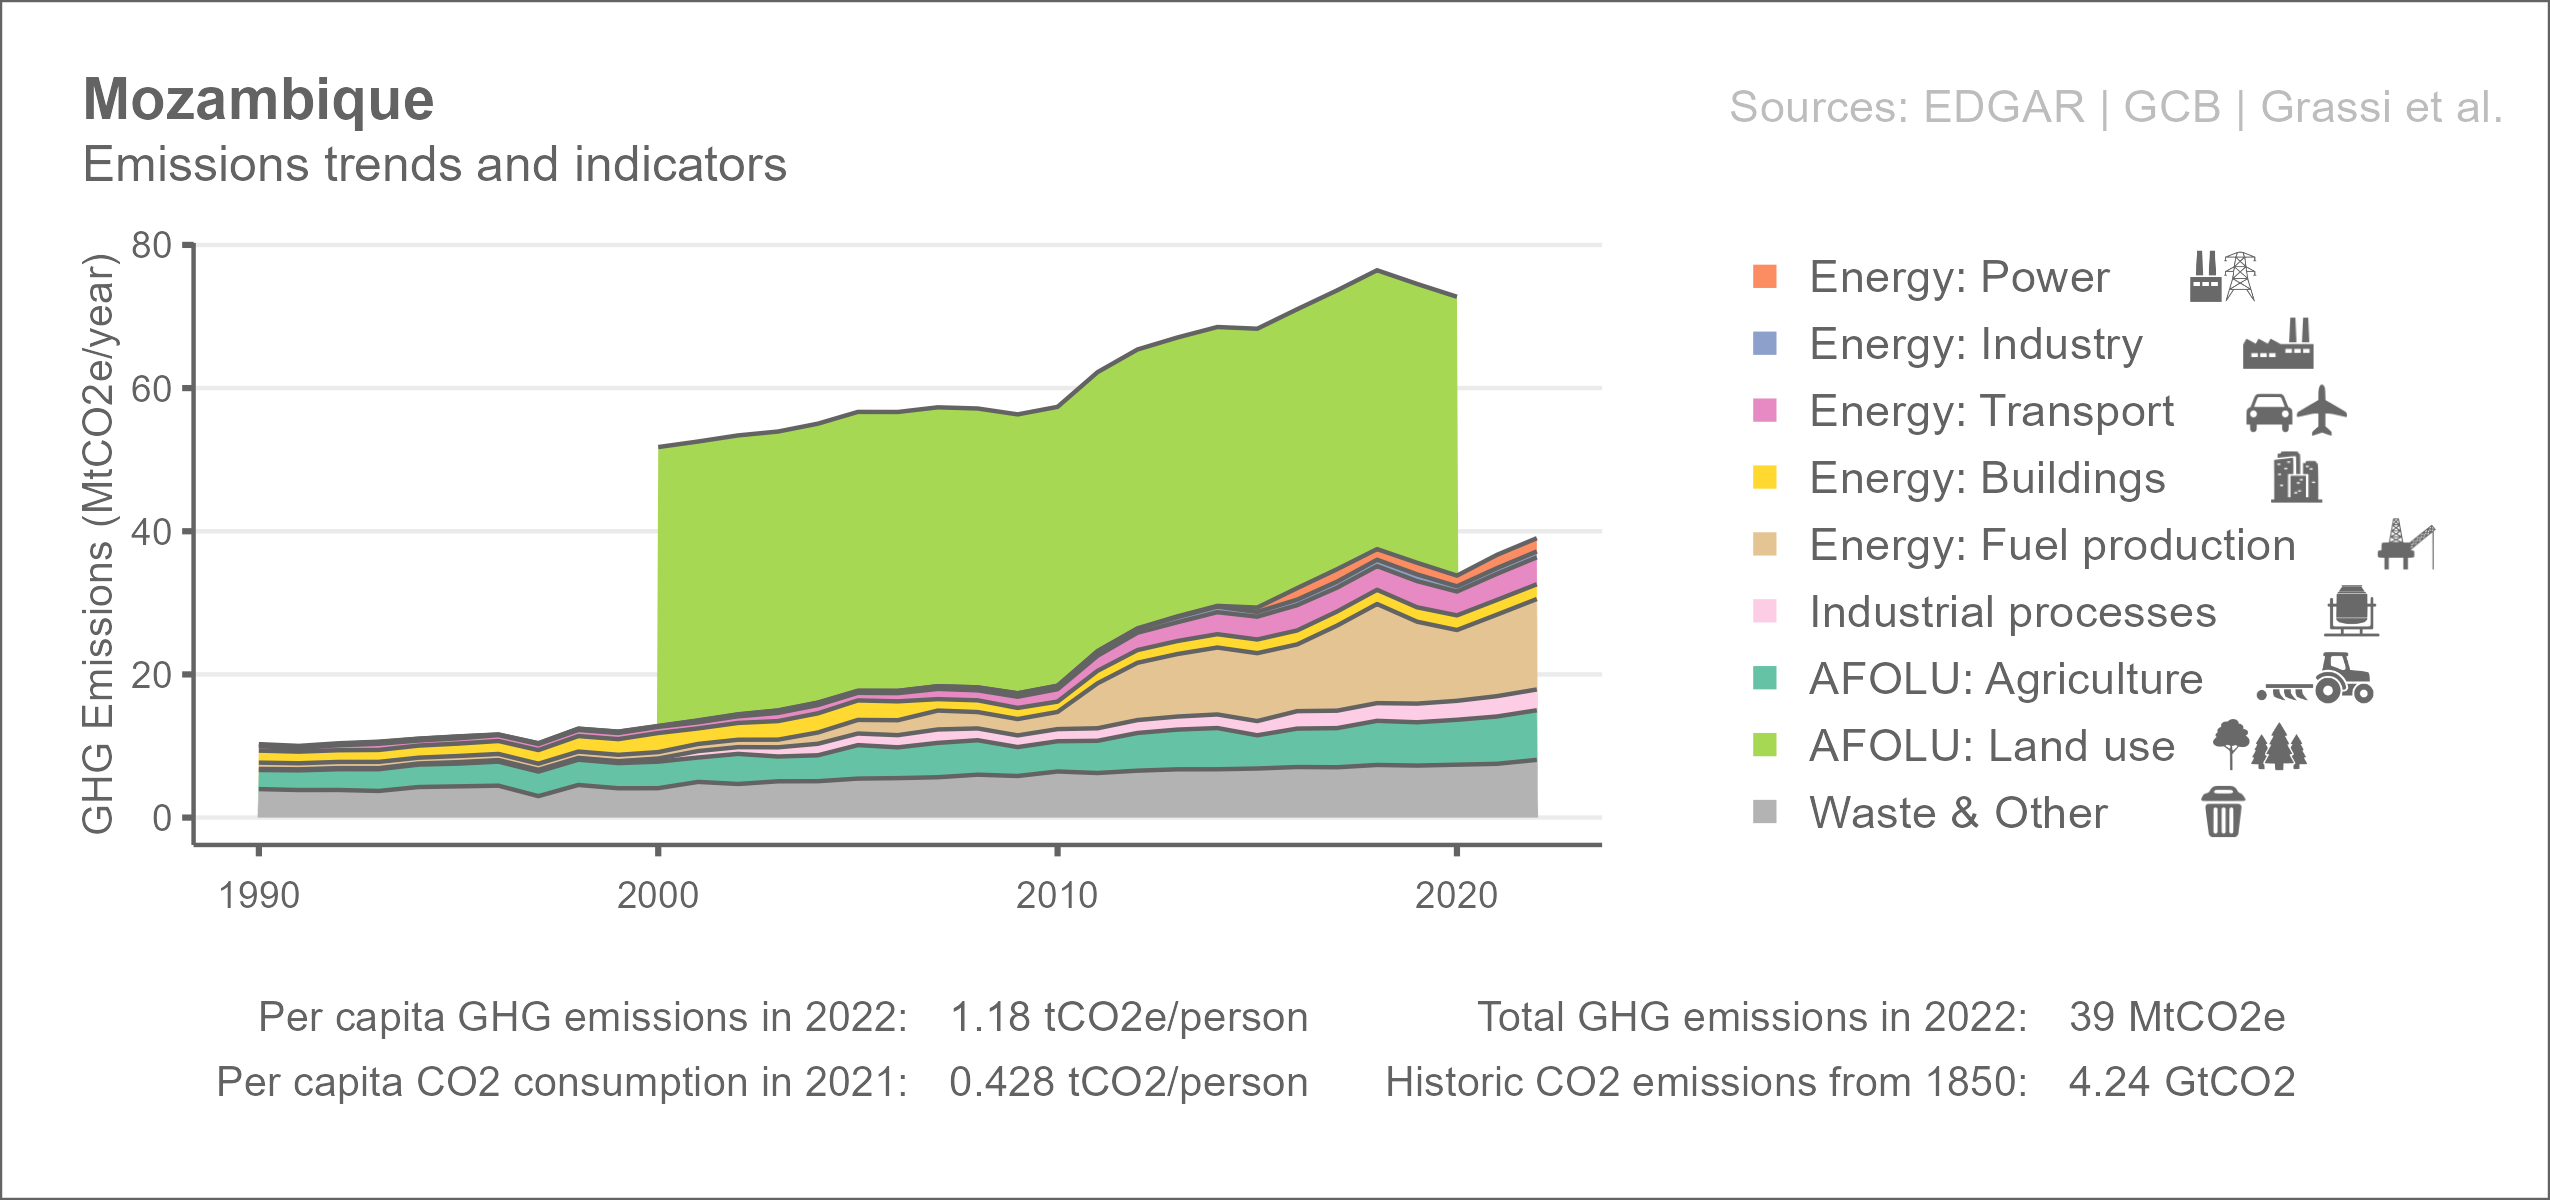 Mozambique
Sources: EDGAR | GCB | Grassi et al.
Emissions trends and indicators
GHG Emissions (MtCO2e/year)
80
60
40
20
0
1990
2000
2010
2020
Energy: Power
Energy: Industry
Energy: Transport
Energy: Buildings
Energy: Fuel production
Industrial processes
AFOLU: Agriculture
AFOLU: Land use
Waste & Other
Per capita GHG emissions in 2022: 1.18 tCO2e/person
Total GHG emissions in 2022: 39 MtCO2e
Per capita CO2 consumption in 2021: 0.428 tCO2/person
Historic CO2 emissions from 1850: 4.24 GtCO2